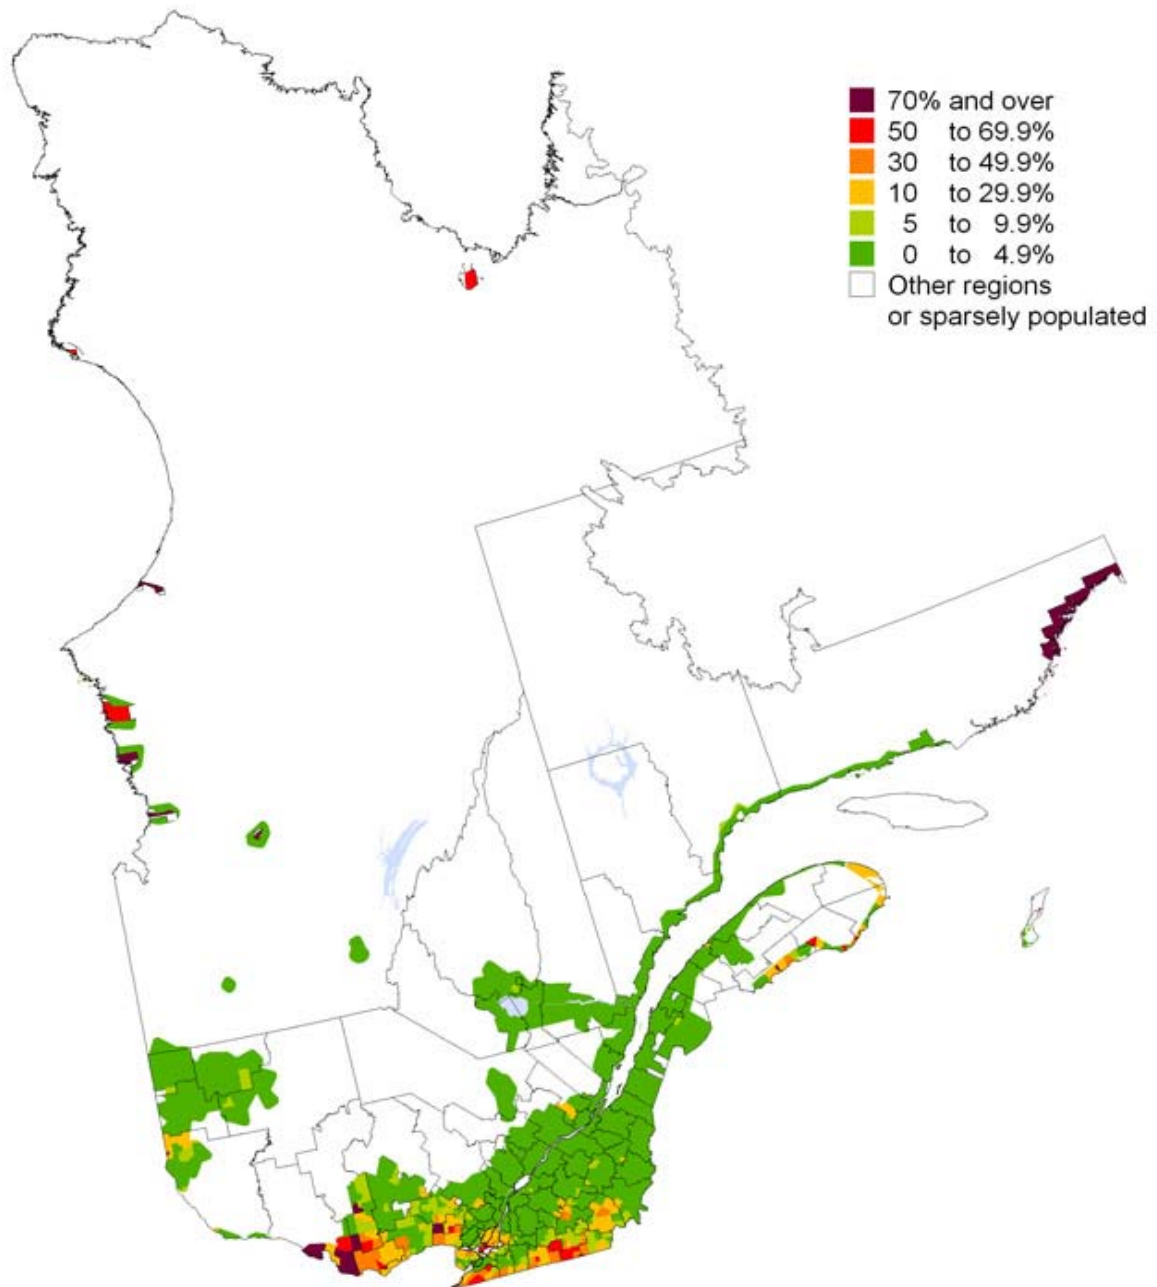 70% and over
50 to 69.9%
30 to 49.9%
10 to 29.9%
5 to 9.9%
0 to 4.9%
Other regions
or sparsely populated